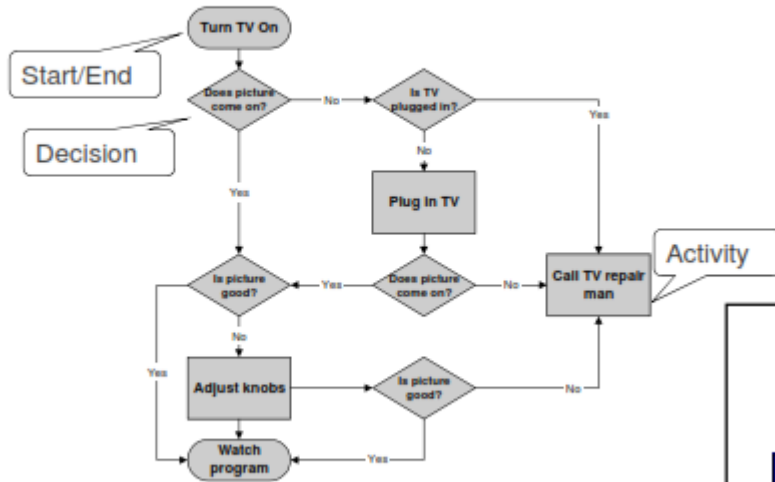 Turn TV On
Start/End
Does picture
come on?
No
Is TV
plugged in?
Yes
Decision
No
Yes
Plug in TV
Activity
Is picture
good?
Yes
Does picture
come on?
No
Call TV repair
man
No
Yes
Adjust knobs
Is picture
good?
No
Watch
program
Yes